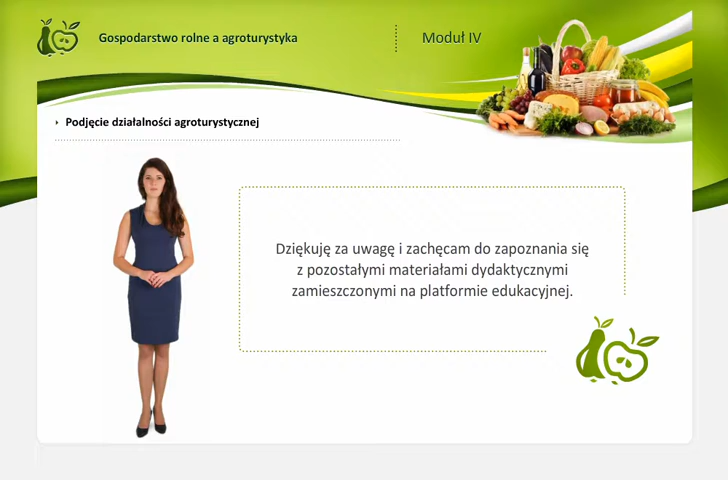 Gospodarstwo rolne a agroturystyka
Moduł IV
Podjęcie działalności agroturystycznej
Dziękuję za uwagę i zachęcam do zapoznania się
z pozostałymi materiałami dydaktycznymi
zamieszczonymi na platformie edukacyjnej.